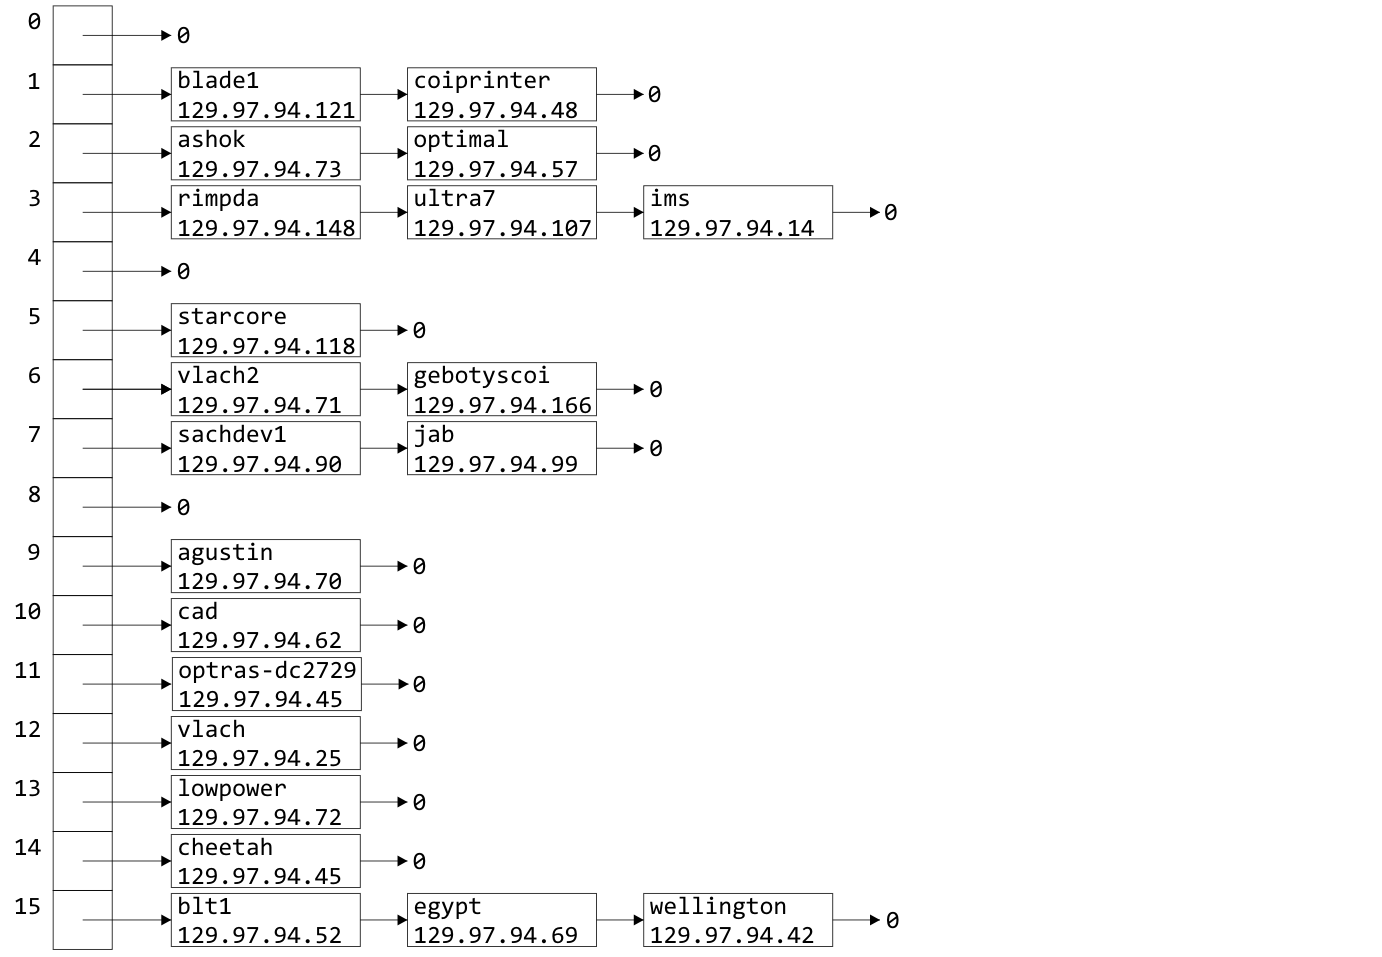 0
0
1
blade1
129.97.94.121
coiprinter
129.97.94.48
0
2
ashok
129.97.94.73
optimal
129.97.94.57
0
3
rimpda
129.97.94.148
ultra7
129.97.94.107
ims
129.97.94.14
0
4
0
5
starcore
129.97.94.118
0
6
vlach2
129.97.94.71
gebotyscoi
129.97.94.166
0
7
sachdev1
129.97.94.90
jab
129.97.94.99
0
8
0
9
agustin
129.97.94.70
0
10
cad
129.97.94.62
0
11
optras-dc2729
129.97.94.45
0
12
vlach
129.97.94.25
0
13
lowpower
129.97.94.72
0
14
cheetah
129.97.94.45
0
15
blt1
129.97.94.52
egypt
129.97.94.69
wellington
129.97.94.42
0